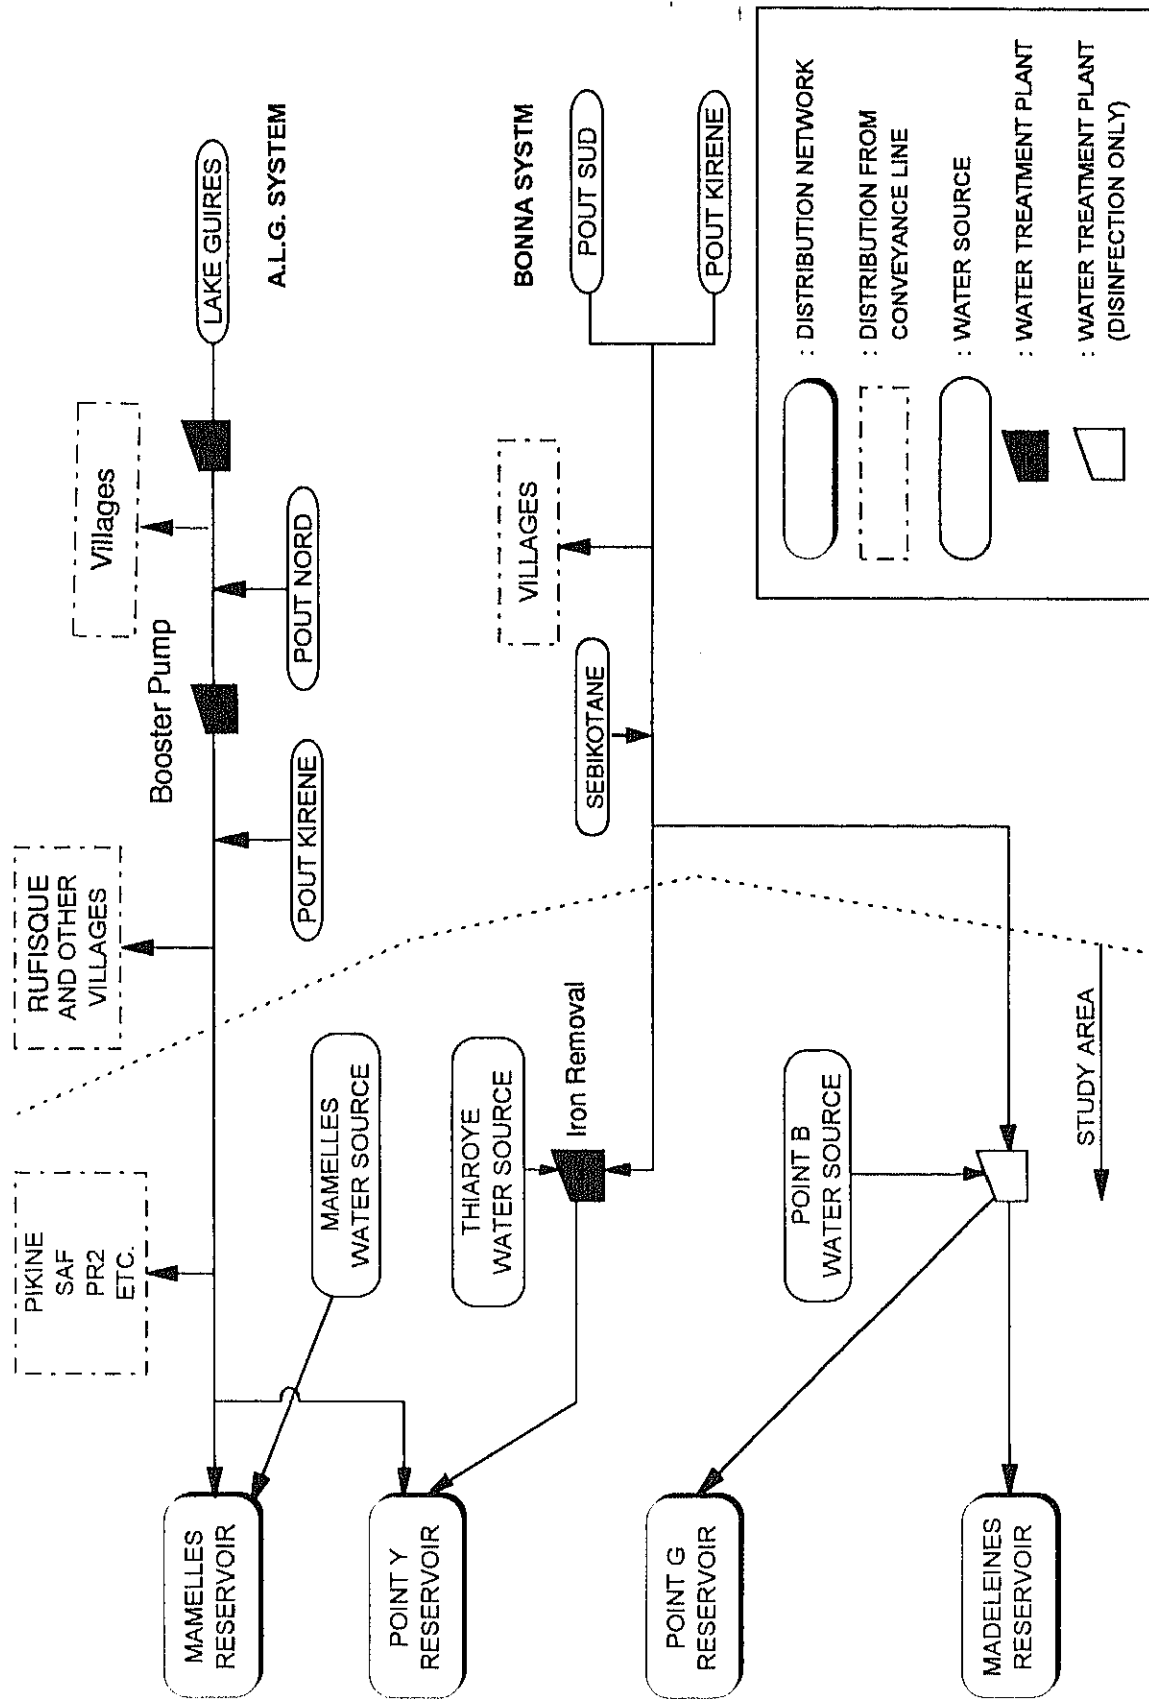 MAMELLES
RESERVOIR
POINT Y
RESERVOIR
POINT G
RESERVOIR
MADELEINES
RESERVOIR
PIKINE
SAF
PR2
ETC.
MAMELLES
WATER SOURCE
THIAROYE
WATER SOURCE
Iron Removal
POINT B
WATER SOURCE
STUDY AREA
RUFISQUE
AND OTHER
VILLAGES
POUT KIRENE
Booster Pump
POUT NORD
Villages
LAKE GUIRES
A.L.G. SYSTEM
SEBIKOTANE
VILLAGES
BONNA SYSTM
POUT SUD
POUT KIRENE
: DISTRIBUTION NETWORK
: DISTRIBUTION FROM
CONVEYANCE LINE
: WATER SOURCE
: WATER TREATMENT PLANT
: WATER TREATMENT PLANT
(DISINFECTION ONLY)